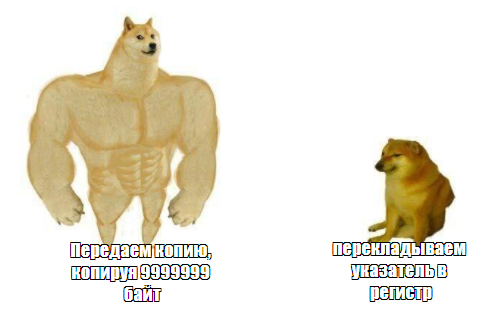 Передаем копию,
копируя 9999999
байт
перекладываем
указатель в
регистр